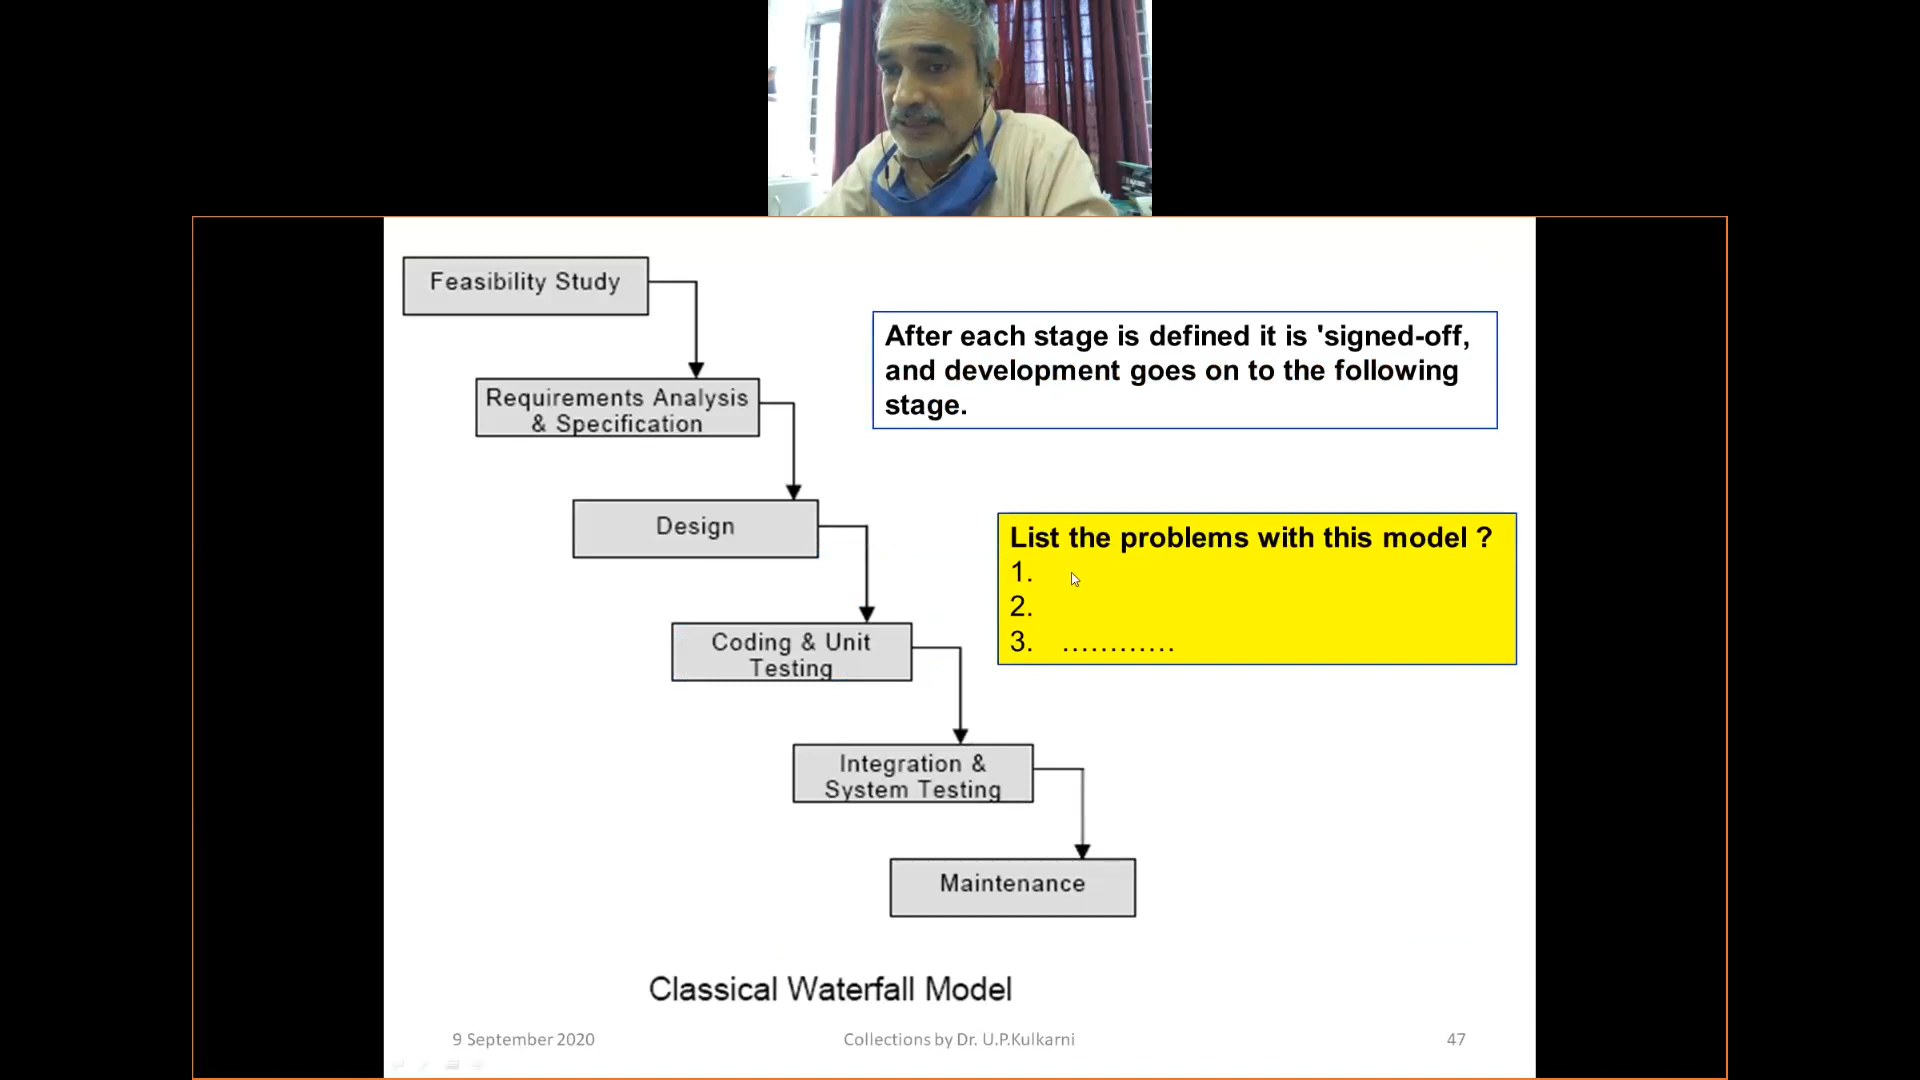 Feasibility Study
Requirements Analysis
& Specification
Design
Coding & Unit
Testing
Integration &
System Testing
Maintenance
After each stage is defined it is 'signed-off,
and development goes on to the following
stage.
List the problems with this model ?
1.
2.
3. ............
Classical Waterfall Model
9 September 2020
Collections by Dr. U.P.Kulkarni
47